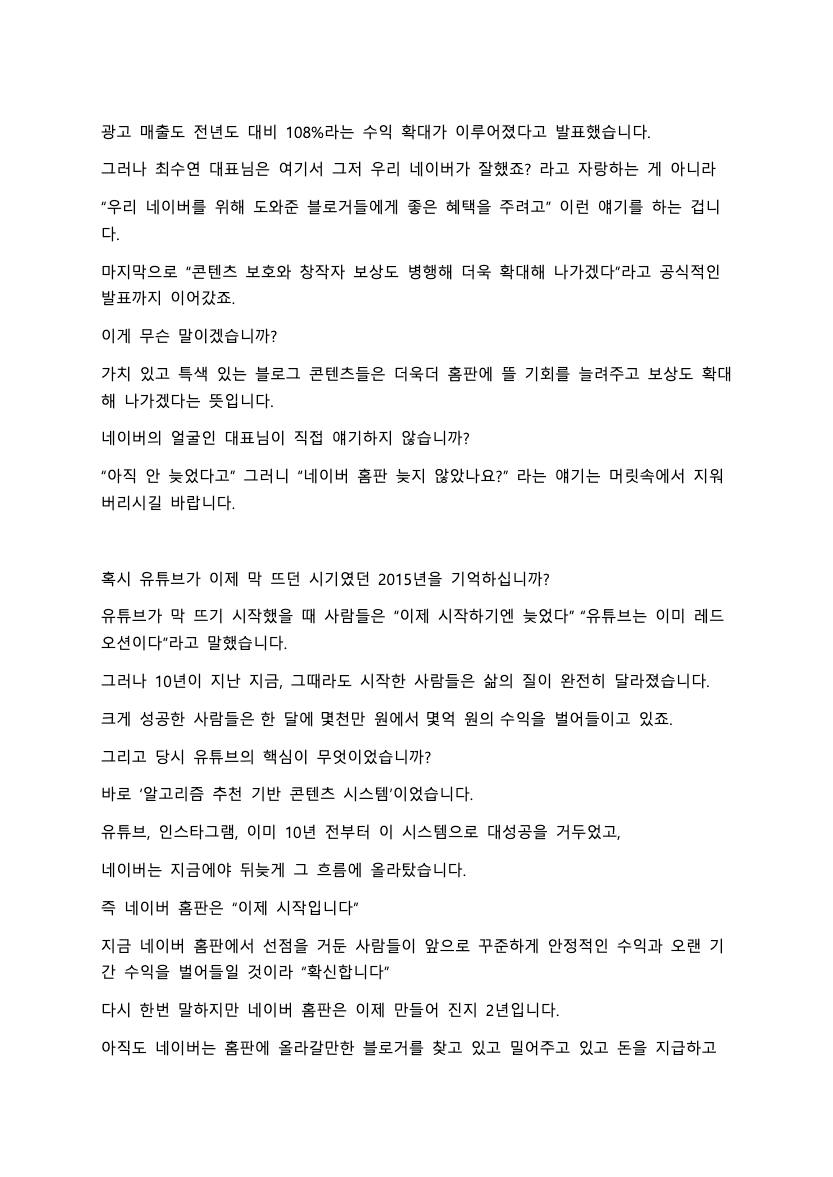 광고 매출도 전년도 대비 108%라는 수익 확대가 이루어졌다고 발표했습니다.
그러나 최수연 대표님은 여기서 그저 우리 네이버가 잘했죠? 라고 자랑하는 게 아니라
“우리 네이버를 위해 도와준 블로거들에게 좋은 혜택을 주려고” 이런 얘기를 하는 겁니
다.
마지막으로 “콘텐츠 보호와 창작자 보상도 병행해 더욱 확대해 나가겠다”라고 공식적인
발표까지 이어갔죠.
이게 무슨 말이겠습니까?
가치 있고 특색 있는 블로그 콘텐츠들은 더욱더 홈판에 뜰 기회를 늘려주고 보상도 확대
해 나가겠다는 뜻입니다.
네이버의 얼굴인 대표님이 직접 얘기하지 않습니까?
“아직 안 늦었다고” 그러니 “네이버 홈판 늦지 않았나요?” 라는 얘기는 머릿속에서 지워
버리시길 바랍니다.
혹시 유튜브가 이제 막 뜨던 시기였던 2015년을 기억하십니까?
유튜브가 막 뜨기 시작했을 때 사람들은 “이제 시작하기엔 늦었다” “유튜브는 이미 레드
오션이다”라고 말했습니다.
그러나 10년이 지난 지금, 그때라도 시작한 사람들은 삶의 질이 완전히 달라졌습니다.
크게 성공한 사람들은 한 달에 몇천만 원에서 몇억 원의 수익을 벌어들이고 있죠.
그리고 당시 유튜브의 핵심이 무엇이었습니까?
바로 ‘알고리즘 추천 기반 콘텐츠 시스템’이었습니다.
유튜브, 인스타그램, 이미 10년 전부터 이 시스템으로 대성공을 거두었고,
네이버는 지금에야 뒤늦게 그 흐름에 올라탔습니다.
즉 네이버 홈판은 “이제 시작입니다”
지금 네이버 홈판에서 선점을 거둔 사람들이 앞으로 꾸준하게 안정적인 수익과 오랜 기
간 수익을 벌어들일 것이라 “확신합니다”
다시 한번 말하지만 네이버 홈판은 이제 만들어 진지 2년입니다.
아직도 네이버는 홈판에 올라갈만한 블로거를 찾고 있고 밀어주고 있고 돈을 지급하고